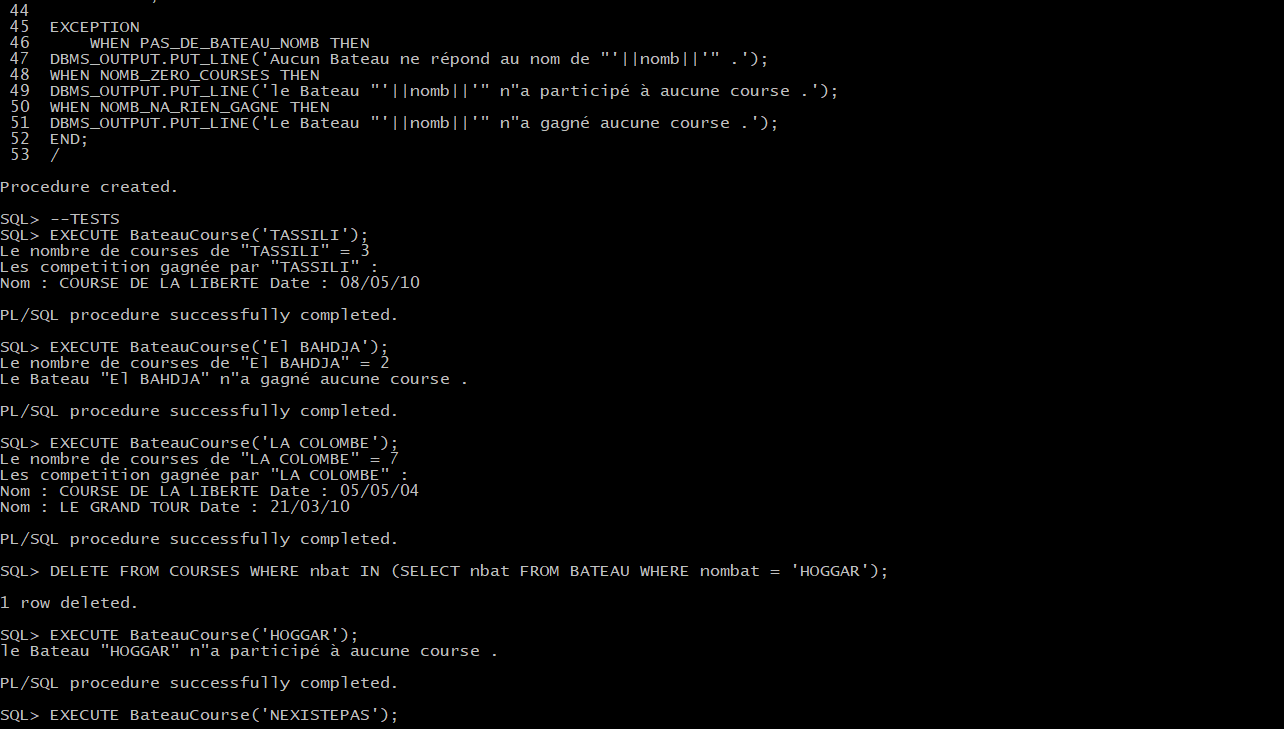 44
45 EXCEPTION
46 WHEN PAS_DE_BATEAU_NOMB THEN
47 DBMS_OUTPUT.PUT_LINE('Aucun Bateau ne répond au nom de "'||nomb||'" .');
48 WHEN NOMB_ZERO_COURSES THEN
49 DBMS_OUTPUT.PUT_LINE('le Bateau "'||nomb||'" n"a participé à aucune course .');
50 WHEN NOMB_NA_RIEN_GAGNE THEN
51 DBMS_OUTPUT.PUT_LINE('Le Bateau "'||nomb||'" n"a gagné aucune course .');
52 END;
53 /
Procedure created.
SQL> --TESTS
SQL> EXECUTE BateauCourse('TASSILI');
Le nombre de courses de "TASSILI" = 3
Les competition gagnée par "TASSILI" :
Nom : COURSE DE LA LIBERTE Date : 08/05/10
PL/SQL procedure successfully completed.
SQL> EXECUTE BateauCourse('El BAHDJA');
Le nombre de courses de "El BAHDJA" = 2
Le Bateau "El BAHDJA" n"a gagné aucune course .
PL/SQL procedure successfully completed.
SQL> EXECUTE BateauCourse('LA COLOMBE');
Le nombre de courses de "LA COLOMBE" = 7
Les competition gagnée par "LA COLOMBE" :
Nom : COURSE DE LA LIBERTE Date : 05/05/04
Nom : LE GRAND TOUR Date : 21/03/10
PL/SQL procedure successfully completed.
SQL> DELETE FROM COURSES WHERE nbat IN (SELECT nbat FROM BATEAU WHERE nombat = 'HOGGAR');
1 row deleted.
SQL> EXECUTE BateauCourse('HOGGAR');
le Bateau "HOGGAR" n"a participé à aucune course .
PL/SQL procedure successfully completed.
SQL> EXECUTE BateauCourse('NEXISTEPAS');